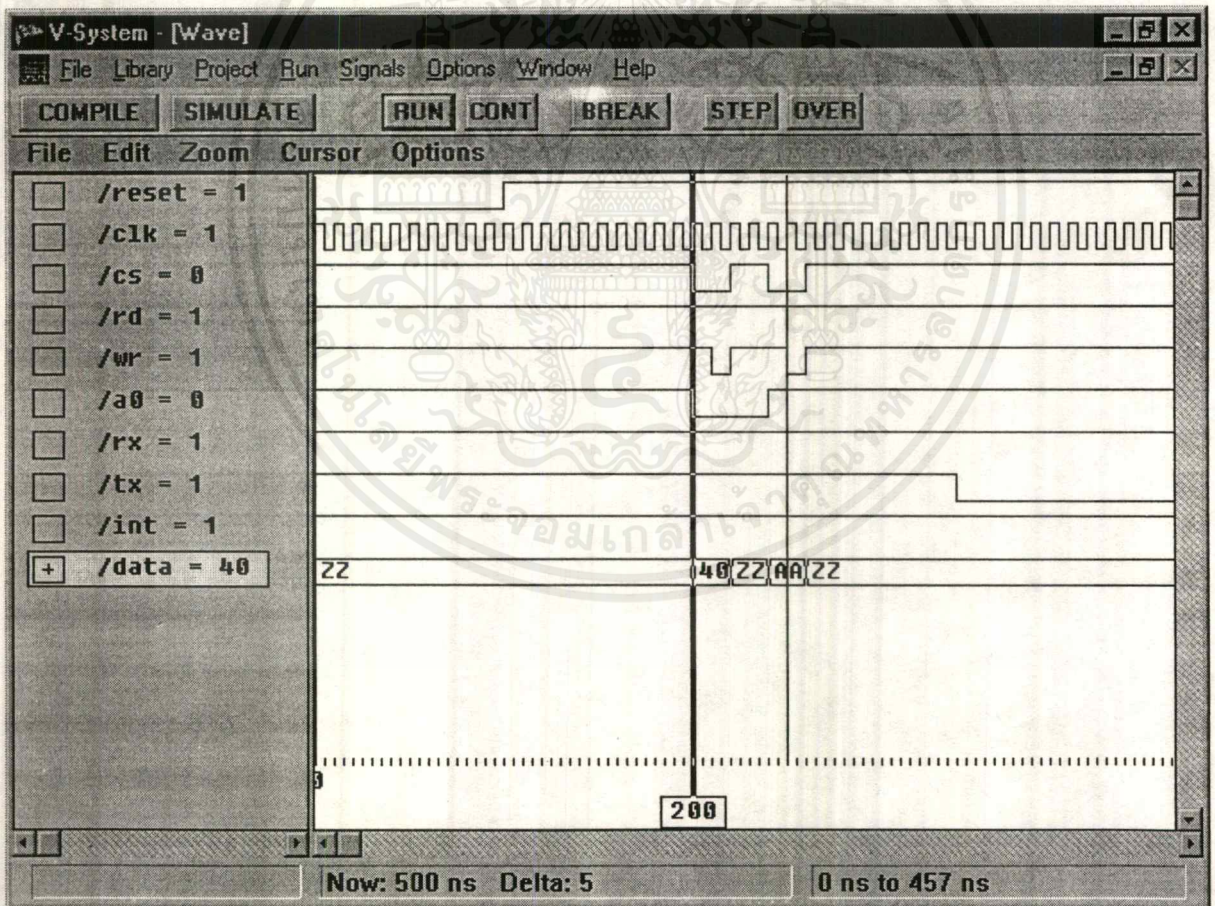 V-System - [Wave]
File Library Project Run Signals Options Window Help
COMPILE SIMULATE RUN CONT BREAK STEP OVER
File Edit Zoom Cursor Options
/reset = 1
/clk = 1
/cs = 0
/rd = 1
/wr = 1
/a0 = 0
/rx = 1
/tx = 1
/int = 1
+ /data = 40
ZZ 40 ZZ AA ZZ
0
200
Now: 500 ns Delta: 5
0 ns to 457 ns